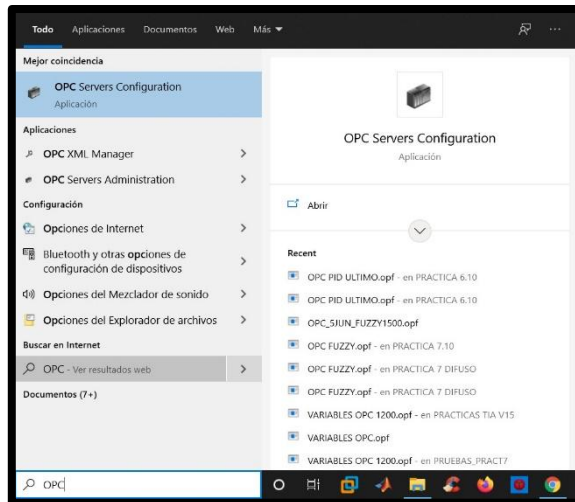 Todo Aplicaciones Documentos Web Más
Mejor coincidencia
OPC Servers Configuration
Aplicación
Aplicaciones
OPC XML Manager
OPC Servers Administration
Configuración
Opciones de Internet
Bluetooth y otras opciones de
configuración de dispositivos
Opciones del Mezclador de sonido
Opciones del Explorador de archivos
Buscar en Internet
OPC - Ver resultados web
Documentos (7+)
OPC Servers Configuration
Aplicación
Abrir
Recent
OPC PID ULTIMO.opf - en PRACTICA 6.10
OPC PID ULTIMO.opf - en PRACTICA 6.10
OPC_5JUN_FUZZY1500.opf
OPC FUZZY.opf - en PRACTICA 7.10
OPC FUZZY.opf - en PRACTICA 7 DIFUSO
OPC FUZZY.opf - en PRACTICA 7 DIFUSO
VARIABLES OPC 1200.opf - en PRACTICAS TIA V15
VARIABLES OPC.opf
VARIABLES OPC 1200.opf - en PRUEBAS_PRACT7
OPC